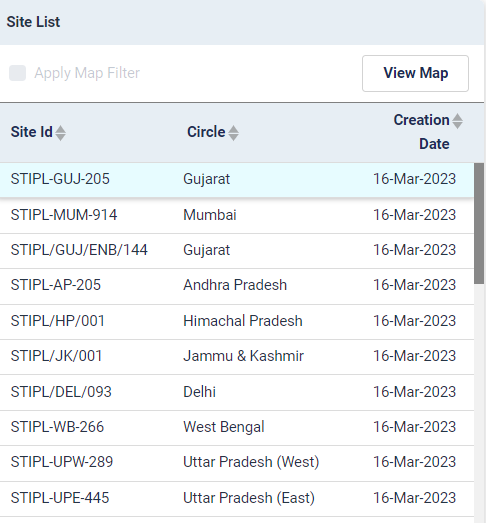 Site List
Apply Map Filter View Map
Site Id Circle Creation Date
STIPL-GUJ-205 Gujarat 16-Mar-2023
STIPL-MUM-914 Mumbai 16-Mar-2023
STIPL/GUJ/ENB/144 Gujarat 16-Mar-2023
STIPL-AP-205 Andhra Pradesh 16-Mar-2023
STIPL/HP/001 Himachal Pradesh 16-Mar-2023
STIPL/JK/001 Jammu & Kashmir 16-Mar-2023
STIPL/DEL/093 Delhi 16-Mar-2023
STIPL-WB-266 West Bengal 16-Mar-2023
STIPL-UPW-289 Uttar Pradesh (West) 16-Mar-2023
STIPL-UPE-445 Uttar Pradesh (East) 16-Mar-2023